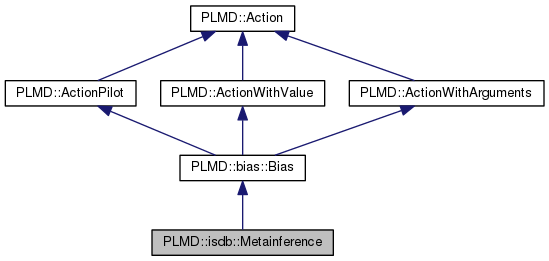 PLMD::Action
PLMD::ActionPilot
PLMD::ActionWithValue
PLMD::ActionWithArguments
PLMD::bias::Bias
PLMD::isdb::Metainference